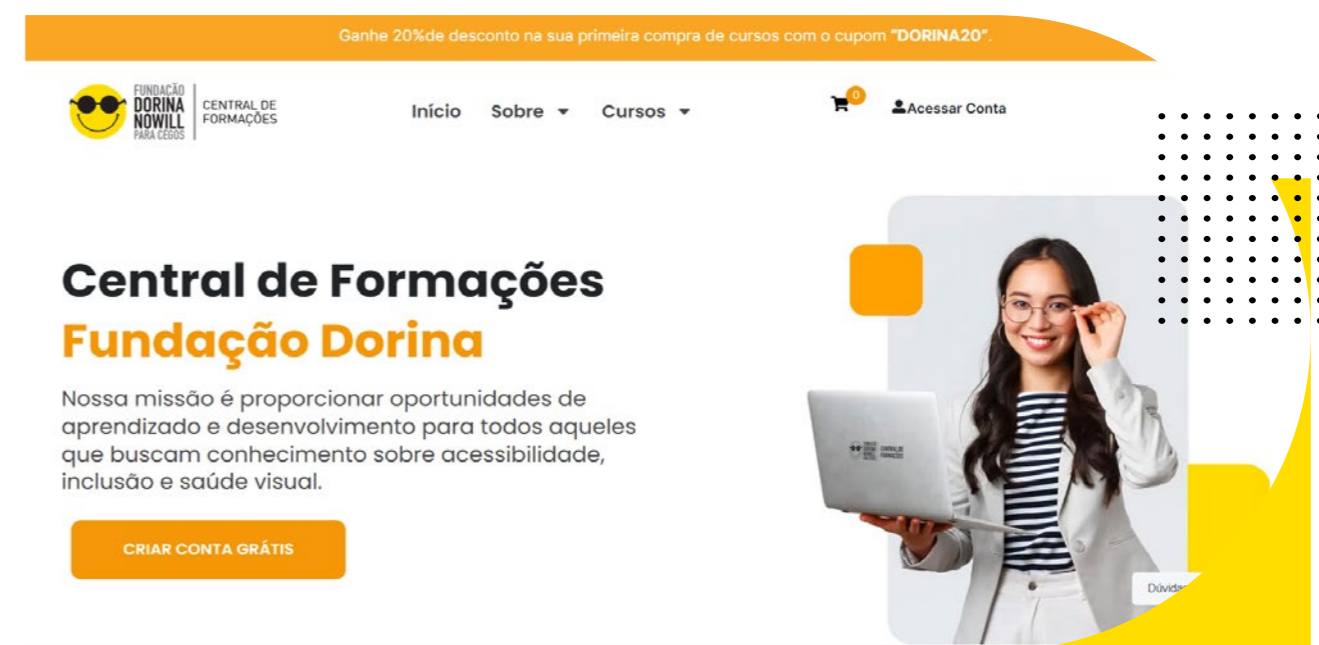 Ganhe 20%de desconto na sua primeira compra de cursos com o cupom "DORINA20".
FUNDAÇÃO
DORINA
NOWILL
PARA CEGOS
CENTRAL DE
FORMAÇÕES
Início Sobre Cursos
0
Acessar Conta
Central de Formações
Fundação Dorina
Nossa missão é proporcionar oportunidades de
aprendizado e desenvolvimento para todos aqueles
que buscam conhecimento sobre acessibilidade,
inclusão e saúde visual.
CRIAR CONTA GRÁTIS